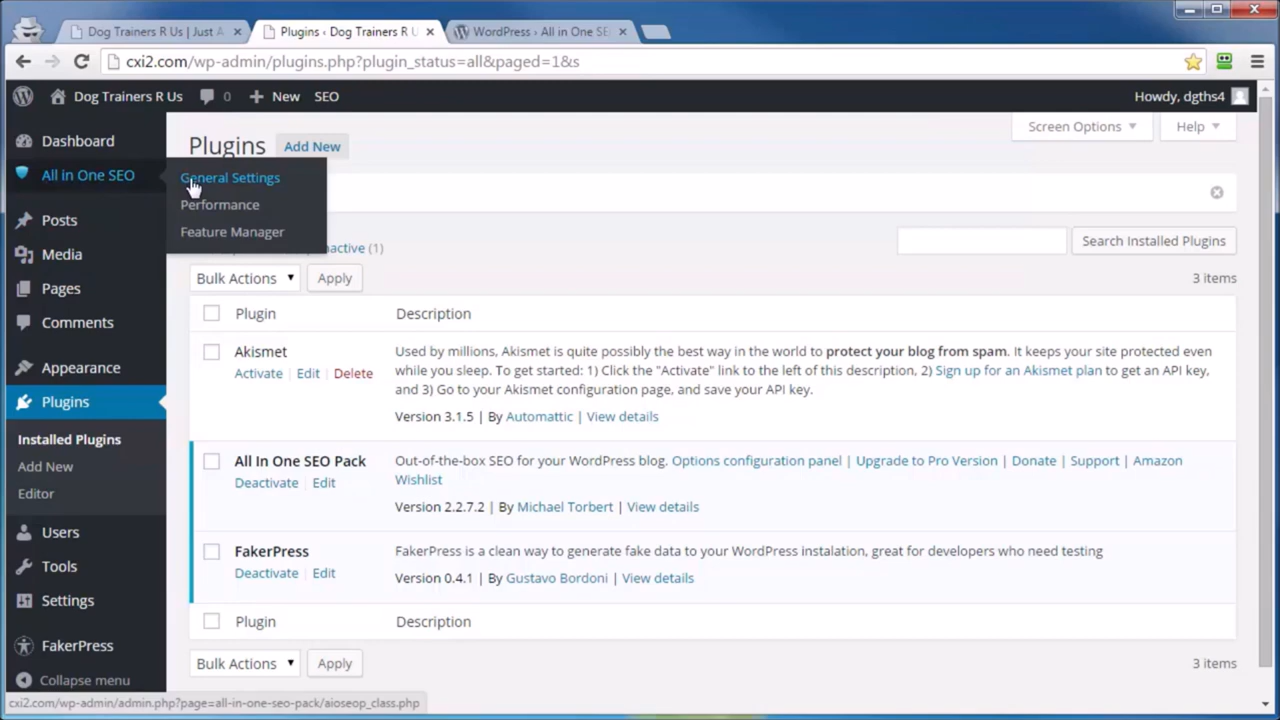 Dog Trainers R Us | Just A
Plugins ‹ Dog Trainers R U
WordPress › All in One SE
cxi2.com/wp-admin/plugins.php?plugin_status=all&paged=1&s
Dog Trainers R Us 0 New SEO Howdy, dgths4
Dashboard
All in One SEO
Posts
Media
Pages
Comments
Appearance
Plugins
Installed Plugins
Add New
Editor
Users
Tools
Settings
FakerPress
Collapse menu
General Settings
Performance
Feature Manager
Plugins Add New
Screen Options Help
nactive (1)
Search Installed Plugins
Bulk Actions Apply 3 items
Plugin Description
Akismet
Activate | Edit | Delete
Used by millions, Akismet is quite possibly the best way in the world to protect your blog from spam. It keeps your site protected even
while you sleep. To get started: 1) Click the "Activate" link to the left of this description, 2) Sign up for an Akismet plan to get an API key,
and 3) Go to your Akismet configuration page, and save your API key.
Version 3.1.5 | By Automattic | View details
All In One SEO Pack
Deactivate | Edit
Out-of-the-box SEO for your WordPress blog. Options configuration panel | Upgrade to Pro Version | Donate | Support | Amazon
Wishlist
Version 2.2.7.2 | By Michael Torbert | View details
FakerPress
Deactivate | Edit
FakerPress is a clean way to generate fake data to your WordPress instalation, great for developers who need testing
Version 0.4.1 | By Gustavo Bordoni | View details
Plugin Description
Bulk Actions Apply 3 items
cxi2.com/wp-admin/admin.php?page=all-in-one-seo-pack/aioseop_class.php